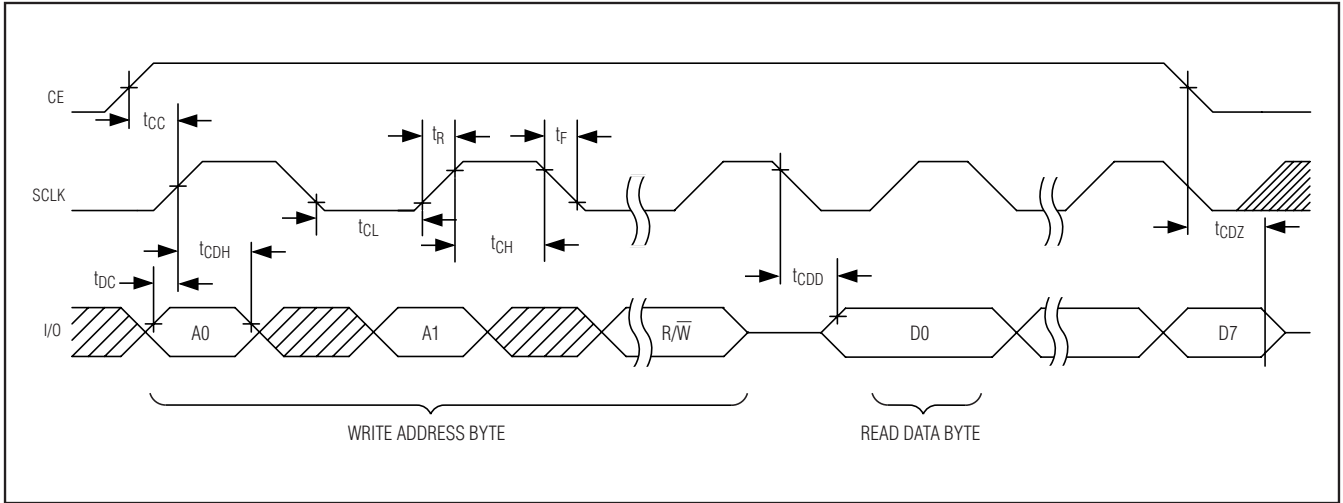 CE
tCC
tR
tF
SCLK
tCL
tCH
tCDH
tCDZ
tDC
tCDD
I/O
A0
A1
R/W̅
D0
D7
WRITE ADDRESS BYTE
READ DATA BYTE